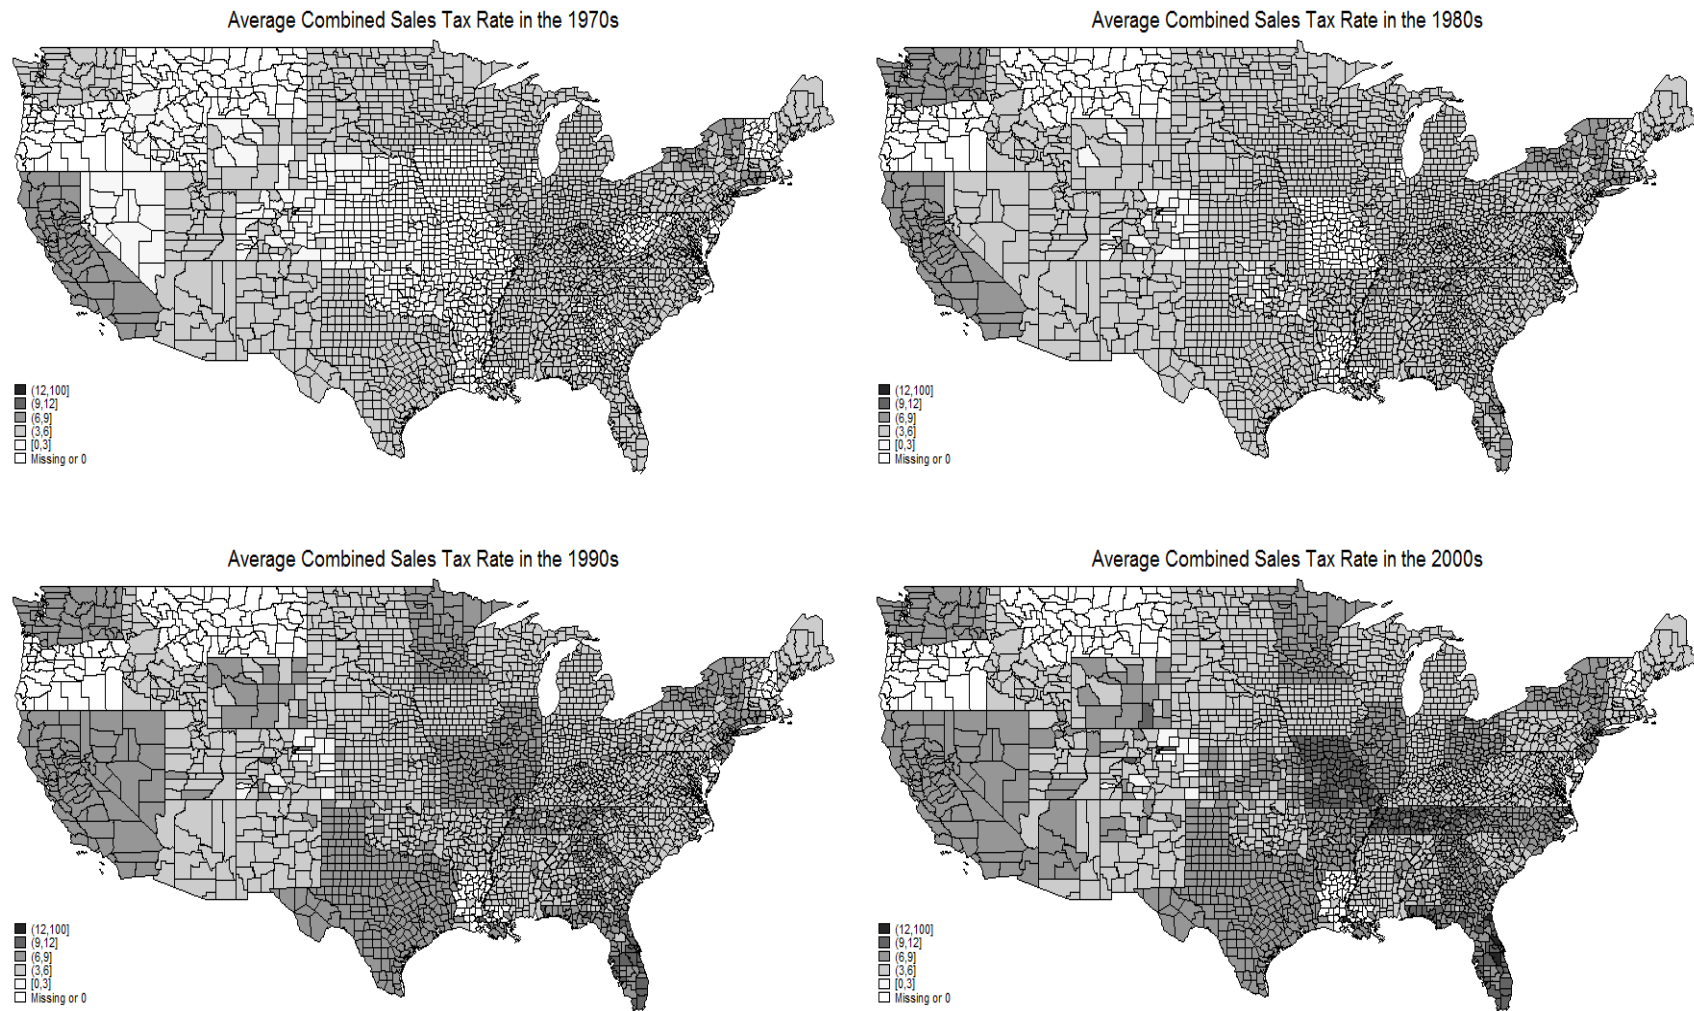 Average Combined Sales Tax Rate in the 1970s
(12,100]
(9,12]
(6,9]
(3,6]
[0,3]
Missing or 0
Average Combined Sales Tax Rate in the 1980s
(12,100]
(9,12]
(6,9]
(3,6]
[0,3]
Missing or 0
Average Combined Sales Tax Rate in the 1990s
(12,100]
(9,12]
(6,9]
(3,6]
[0,3]
Missing or 0
Average Combined Sales Tax Rate in the 2000s
(12,100]
(9,12]
(6,9]
(3,6]
[0,3]
Missing or 0